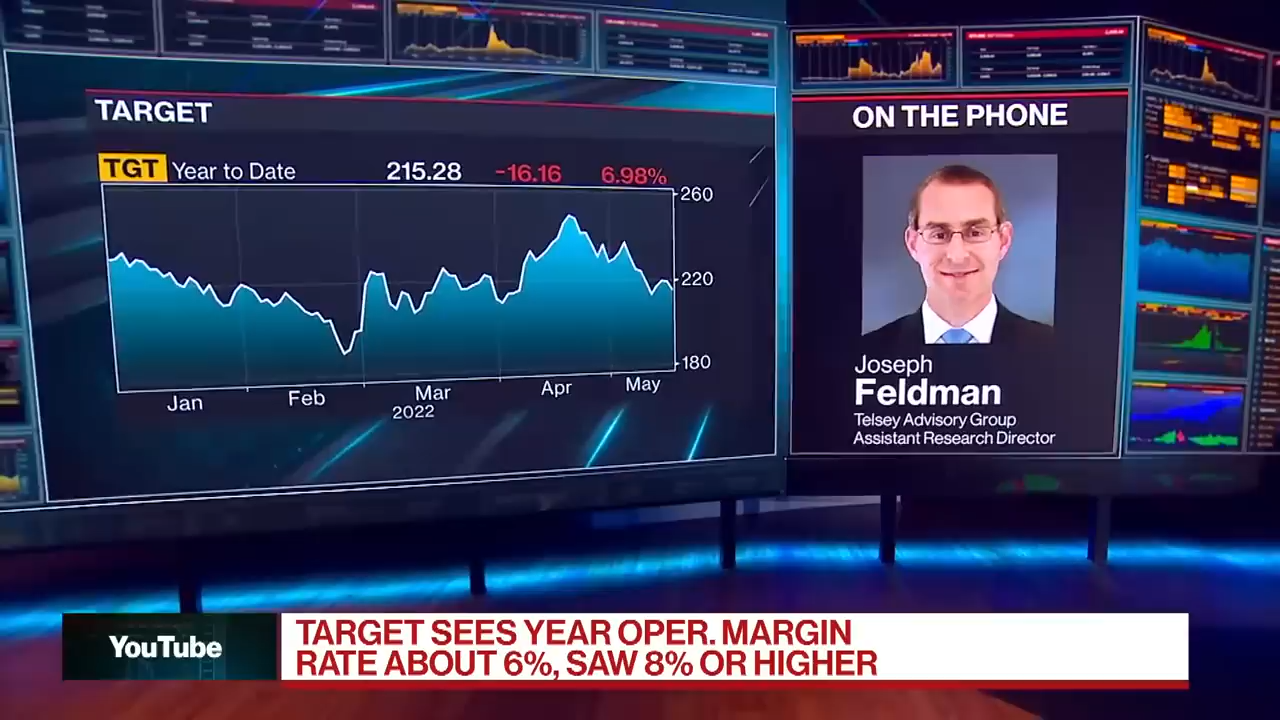 TARGET
TGT Year to Date 215.28 -16.16 6.98%
260
220
180
Jan Feb Mar Apr May
2022
ON THE PHONE
Joseph
Feldman
Telsey Advisory Group
Assistant Research Director
YouTube
TARGET SEES YEAR OPER. MARGIN
RATE ABOUT 6%, SAW 8% OR HIGHER